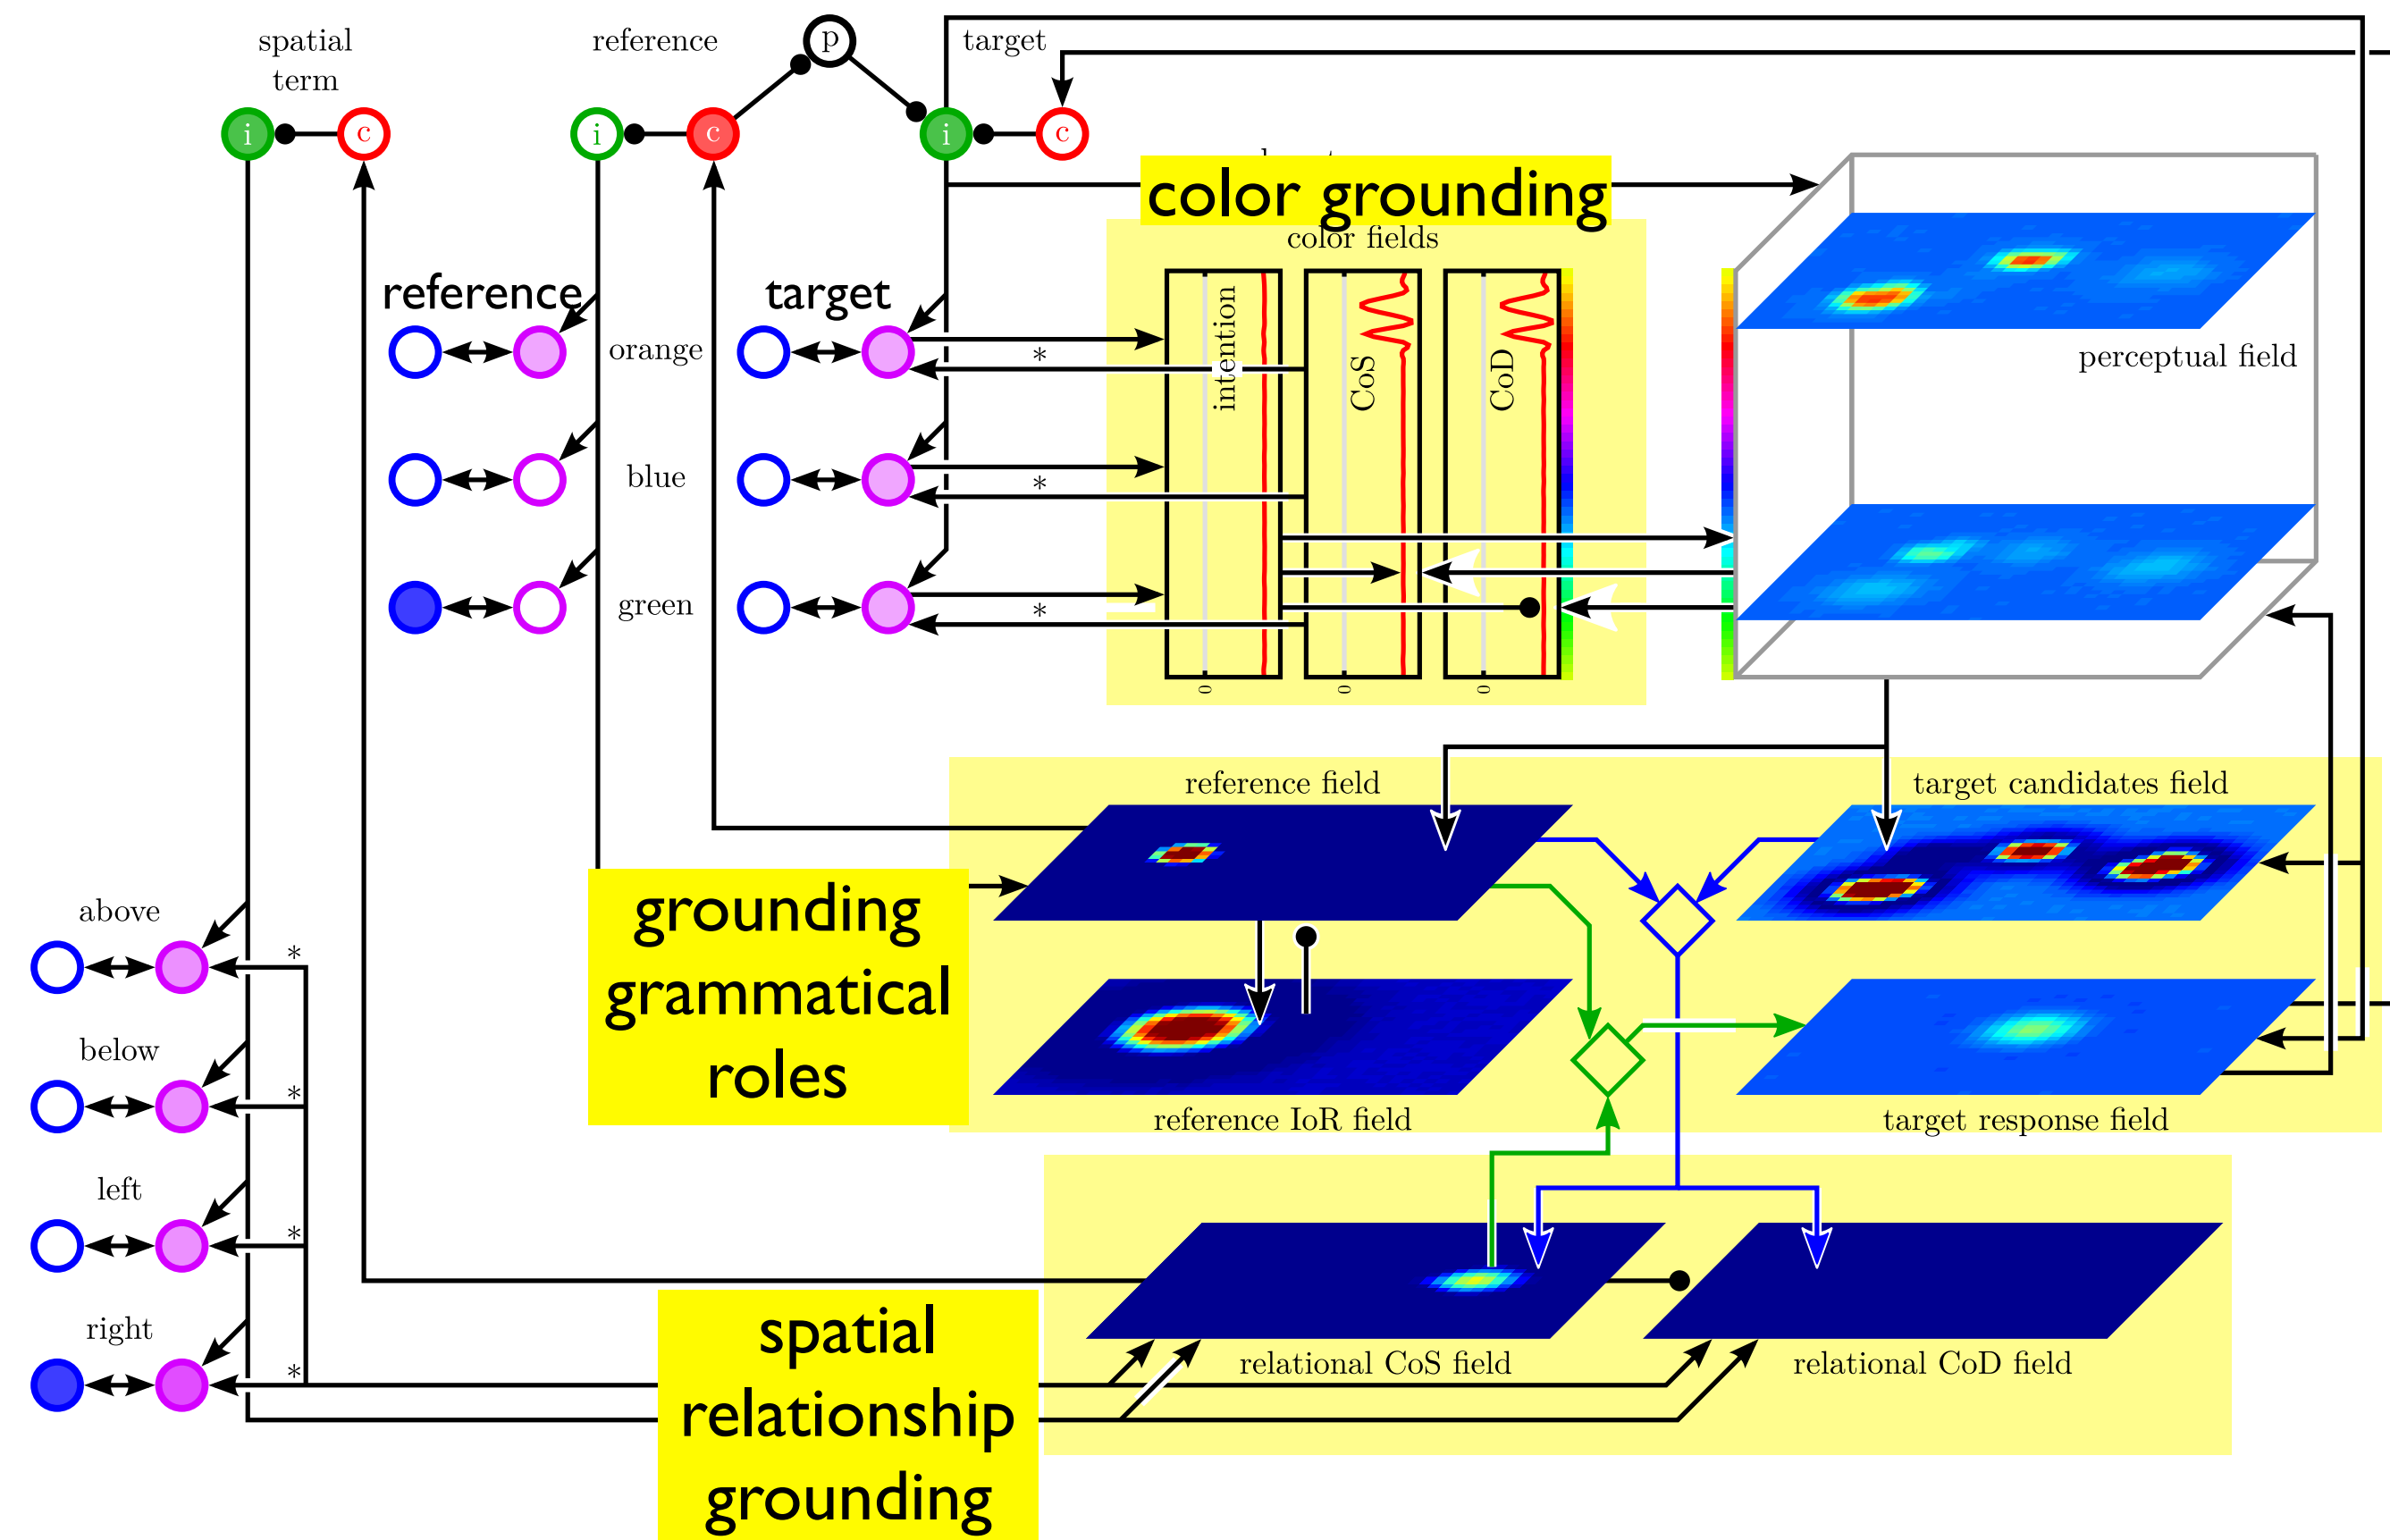 spatial
term
reference
p
target
i
c
i
c
i
c
color grounding
color fields
reference
target
orange
blue
green
*
*
*
intention
CoS
CoD
0
0
0
perceptual field
reference field
target candidates field
grounding
grammatical
roles
reference IoR field
target response field
above
below
left
right
*
*
*
*
spatial
relationship
grounding
relational CoS field
relational CoD field